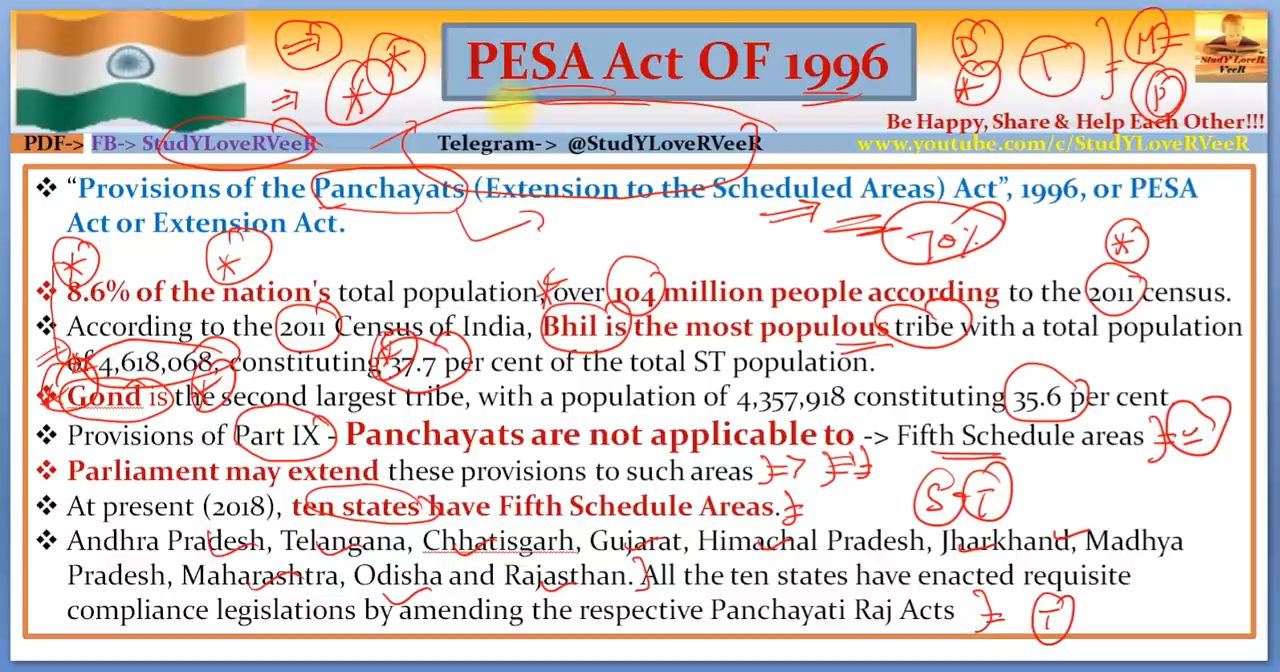 PESA Act OF 1996
StudY LoveR
VeeR
Be Happy, Share & Help Each Other!!!
PDF-> FB-> StudYLoveRVeeR Telegram-> @StudYLoveRVeeR www.youtube.com/c/StudYLoveRVeeR
❖ “Provisions of the Panchayats (Extension to the Scheduled Areas) Act”, 1996, or PESA
Act or Extension Act.
70%
❖ 8.6% of the nation's total population, over 104 million people according to the 2011 census.
❖ According to the 2011 Census of India, Bhil is the most populous tribe with a total population
of 4,618,068, constituting 37.7 per cent of the total ST population.
❖ Gond is the second largest tribe, with a population of 4,357,918 constituting 35.6 per cent
❖ Provisions of Part IX - Panchayats are not applicable to -> Fifth Schedule areas
❖ Parliament may extend these provisions to such areas
S T
❖ At present (2018), ten states have Fifth Schedule Areas.
❖ Andhra Pradesh, Telangana, Chhatisgarh, Gujarat, Himachal Pradesh, Jharkhand, Madhya
Pradesh, Maharashtra, Odisha and Rajasthan. All the ten states have enacted requisite
compliance legislations by amending the respective Panchayati Raj Acts
T